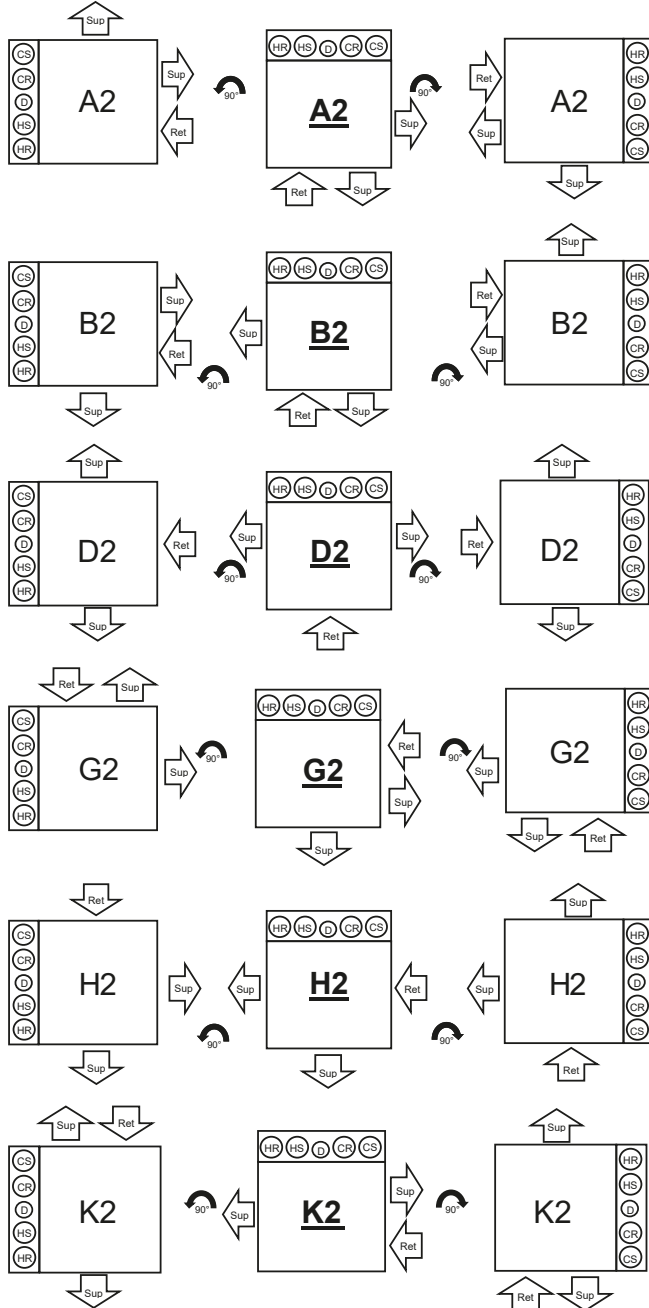 Sup
CS
CR
D
HS
HR
A2
Sup
Ret
90°
HR HS D CR CS
A2
Sup
Ret
Sup
90°
Ret
Sup
A2
HR
HS
D
CR
CS
Sup
CS
CR
D
HS
HR
B2
Sup
Ret
Sup
90°
HR HS D CR CS
Sup
B2
Ret
Sup
90°
Sup
Ret
Sup
B2
HR
HS
D
CR
CS
Sup
CS
CR
D
HS
HR
D2
Ret
Sup
90°
HR HS D CR CS
Sup
D2
Sup
Ret
90°
Sup
Ret
D2
HR
HS
D
CR
CS
Sup
Ret
Sup
CS
CR
D
HS
HR
G2
Sup
90°
HR HS D CR CS
G2
Ret
Sup
Sup
90°
Sup
G2
HR
HS
D
CR
CS
Sup
Ret
Ret
CS
CR
D
HS
HR
H2
Sup
Sup
90°
HR HS D CR CS
Sup
H2
Ret
Sup
90°
Sup
Sup
H2
HR
HS
D
CR
CS
Ret
Sup
Ret
CS
CR
D
HS
HR
K2
Sup
90°
HR HS D CR CS
Sup
K2
Sup
Ret
90°
Sup
K2
HR
HS
D
CR
CS
Ret
Sup